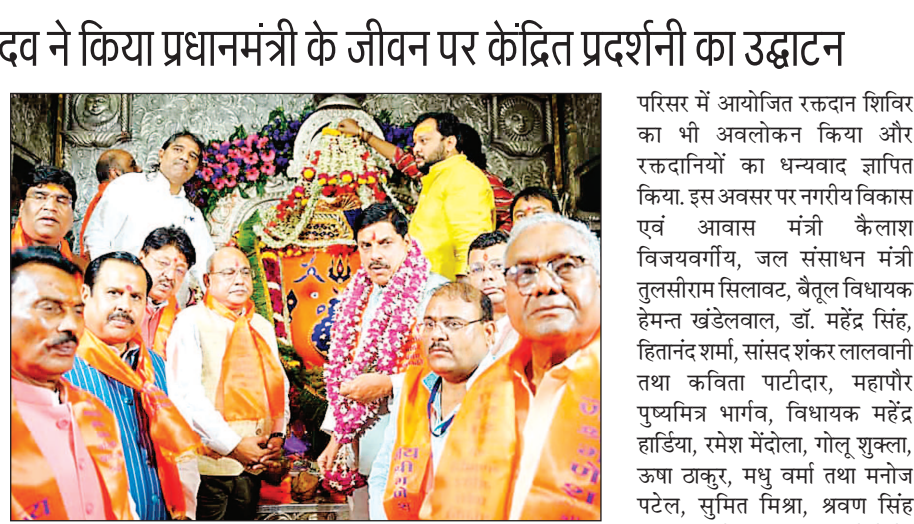 दव ने किया प्रधानमंत्री के जीवन पर केंद्रित प्रदर्शनी का उद्घाटन
परिसर में आयोजित रक्तदान शिविर
का भी अवलोकन किया और
रक्तदानियों का धन्यवाद ज्ञापित
किया. इस अवसर पर नगरीय विकास
एवं आवास मंत्री कैलाश
विजयवर्गीय, जल संसाधन मंत्री
तुलसीराम सिलावट, बैतूल विधायक
हेमन्त खंडेलवाल, डॉ. महेंद्र सिंह,
हितानंद शर्मा, सांसद शंकर लालवानी
तथा कविता पाटीदार, महापौर
पुष्यमित्र भार्गव, विधायक महेंद्र
हार्डिया, रमेश मेंदोला, गोलू शुक्ला,
ऊषा ठाकुर, मधु वर्मा तथा मनोज
पटेल, सुमित मिश्रा, श्रवण सिंह